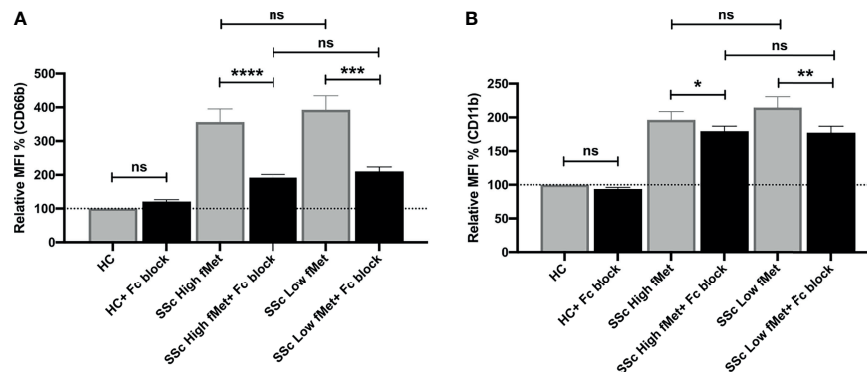 A
ns
ns
****
***
ns
Relative MFI % (CD66b)
500
400
300
200
100
0
HC
HC+ Fc block
SSc High fMet
SSc High fMet+ Fc block
SSc Low fMet
SSc Low fMet+ Fc block
B
ns
ns
*
**
ns
Relative MFI % (CD11b)
250
200
150
100
50
0
HC
HC+ Fc block
SSc High fMet
SSc High fMet+ Fc block
SSc Low fMet
SSc Low fMet+ Fc block